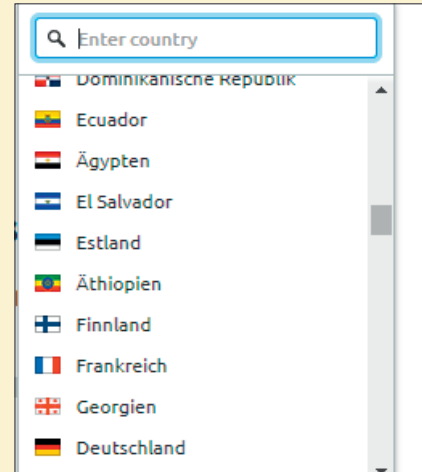 Enter country
Dominikanische Republik
Ecuador
Ägypten
El Salvador
Estland
Äthiopien
Finnland
Frankreich
Georgien
Deutschland